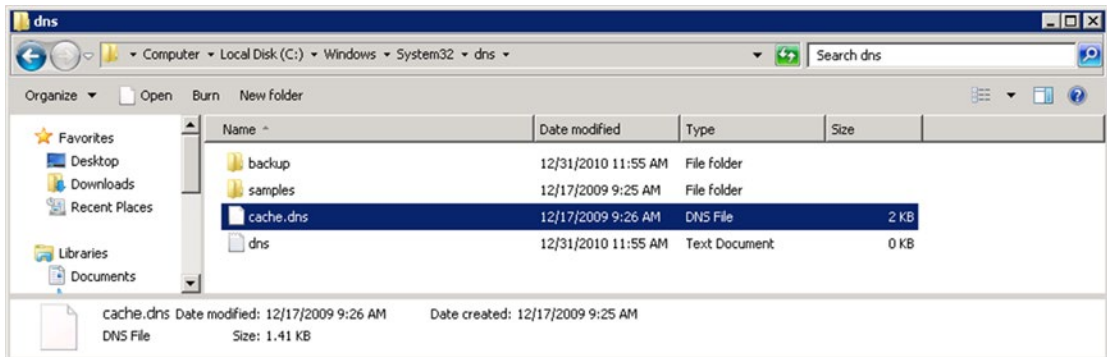 dns
Computer Local Disk (C:) Windows System32 dns Search dns
Organize Open Burn New folder
Favorites
Desktop
Downloads
Recent Places
Libraries
Documents
Name Date modified Type Size
backup 12/31/2010 11:55 AM File folder
samples 12/17/2009 9:25 AM File folder
cache.dns 12/17/2009 9:26 AM DNS File 2 KB
dns 12/31/2010 11:55 AM Text Document 0 KB
cache.dns Date modified: 12/17/2009 9:26 AM Date created: 12/17/2009 9:25 AM
DNS File Size: 1.41 KB